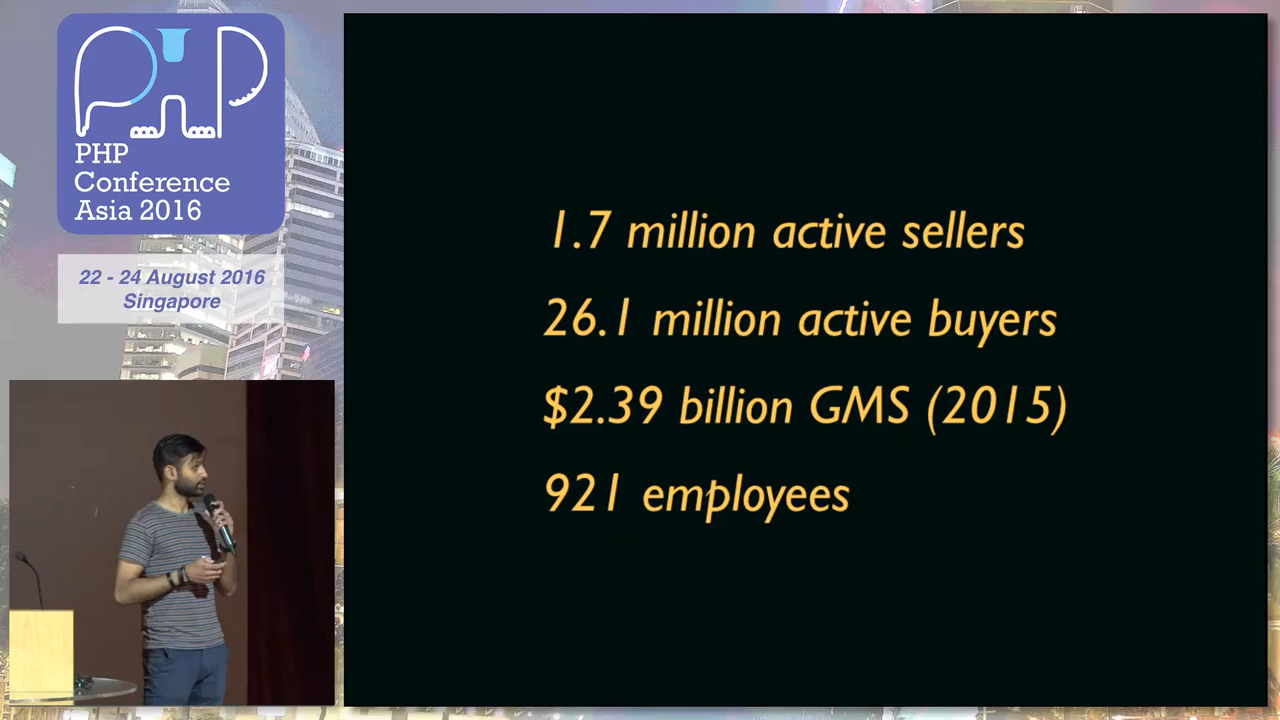 PHP
PHP
Conference
Asia 2016
22 - 24 August 2016
Singapore
1.7 million active sellers
26.1 million active buyers
$2.39 billion GMS (2015)
921 employees